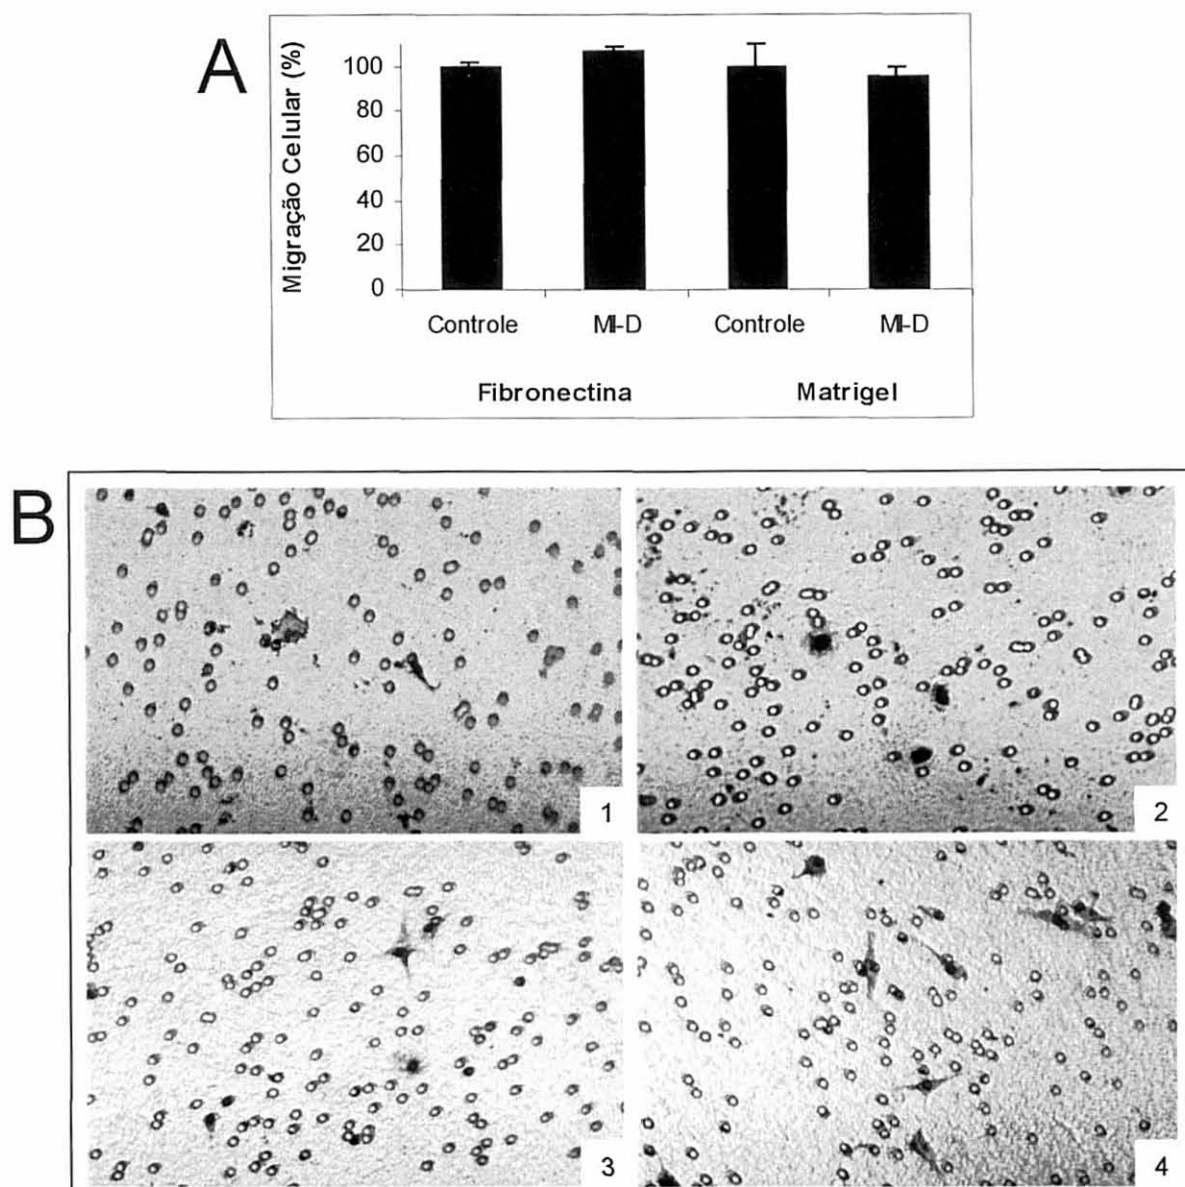 A
Migração Celular (%)
100
80
60
40
20
0
Controle MI-D Controle MI-D
Fibronectina Matrigel
B
1
2
3
4